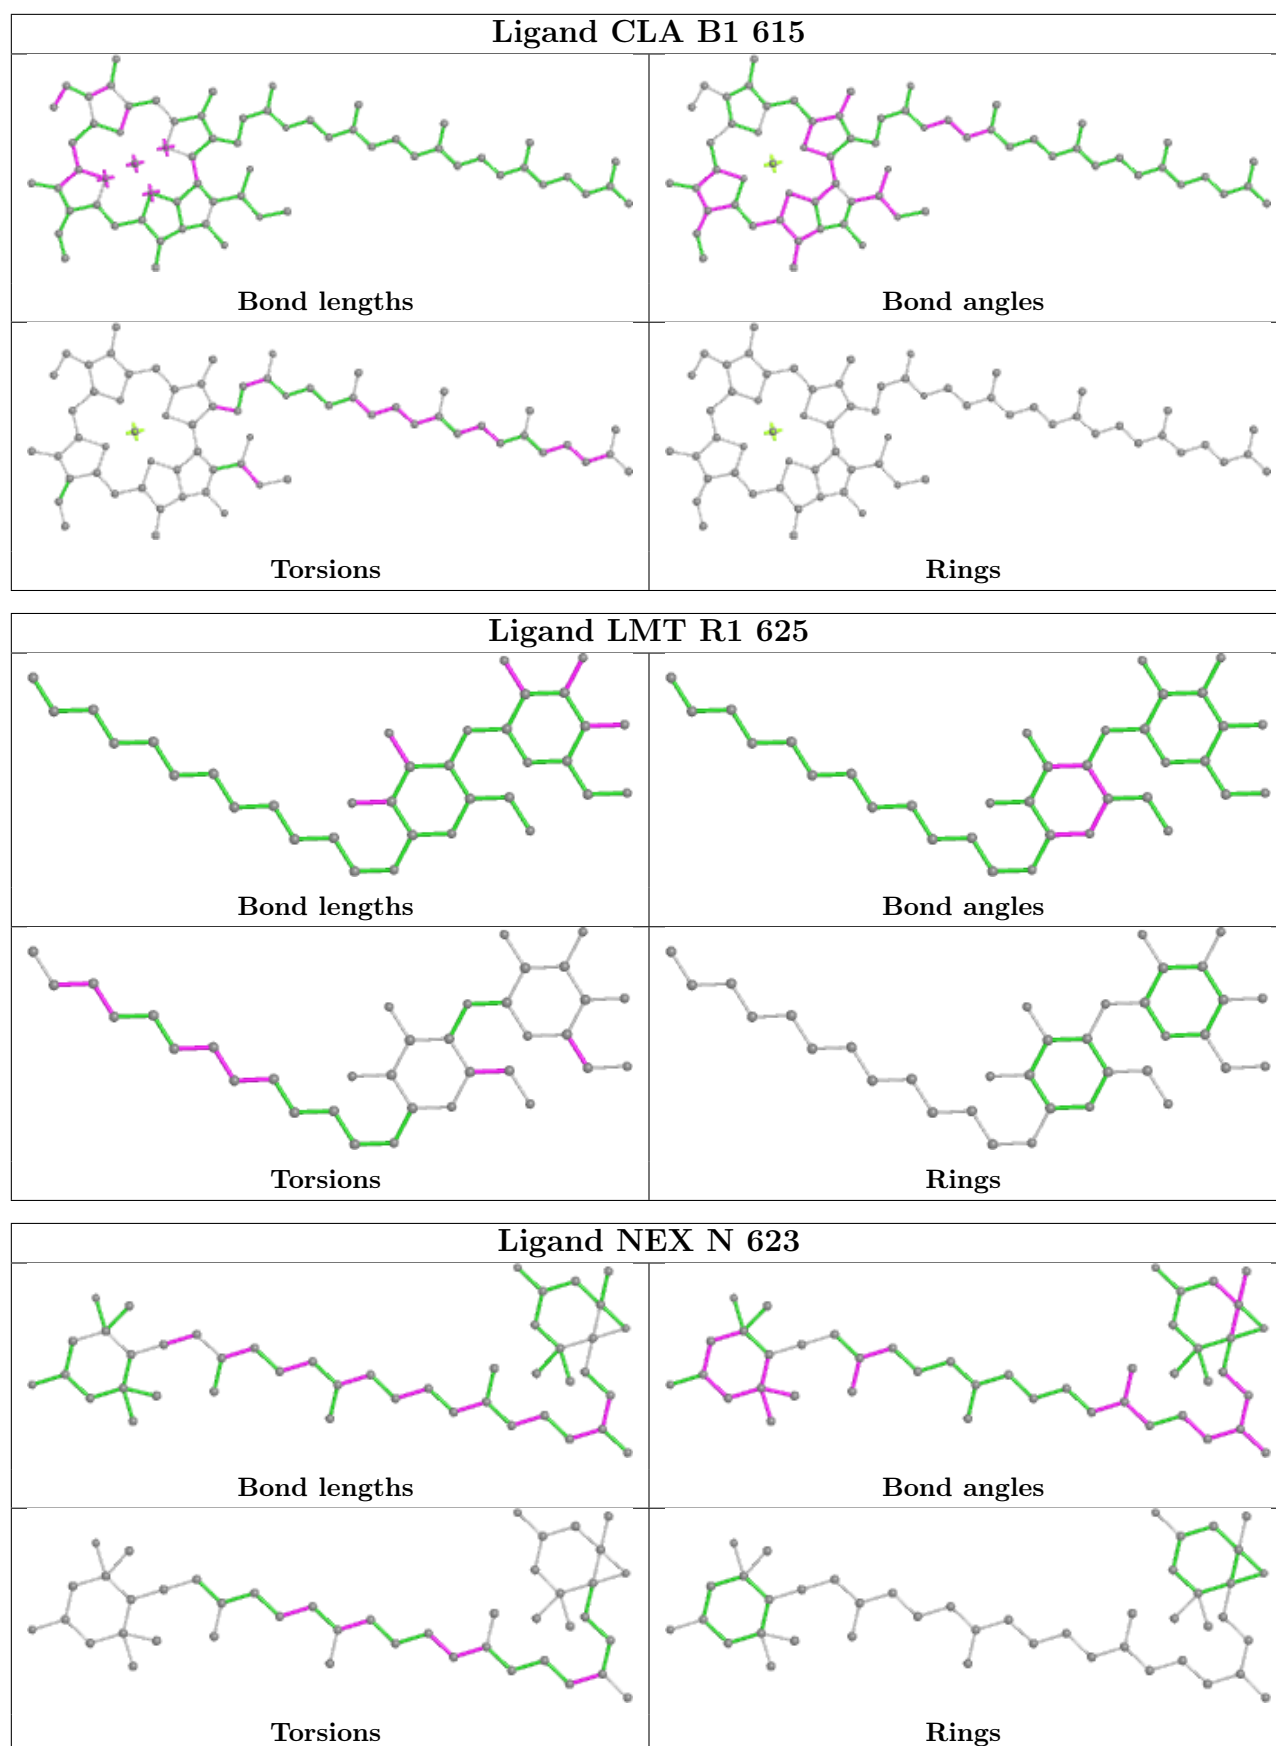 Ligand CLA B1 615
Bond lengths
Bond angles
Torsions
Rings
Ligand LMT R1 625
Bond lengths
Bond angles
Torsions
Rings
Ligand NEX N 623
Bond lengths
Bond angles
Torsions
Rings